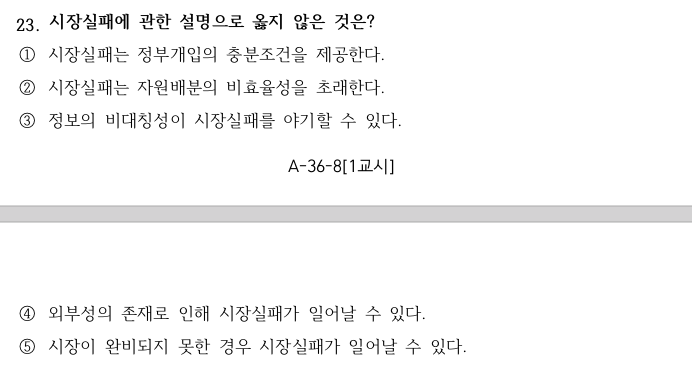 23. 시장실패에 관한 설명으로 옳지 않은 것은?
① 시장실패는 정부개입의 충분조건을 제공한다.
② 시장실패는 자원배분의 비효율성을 초래한다.
③ 정보의 비대칭성이 시장실패를 야기할 수 있다.
A-36-8[1교시]
④ 외부성의 존재로 인해 시장실패가 일어날 수 있다.
⑤ 시장이 완비되지 못한 경우 시장실패가 일어날 수 있다.